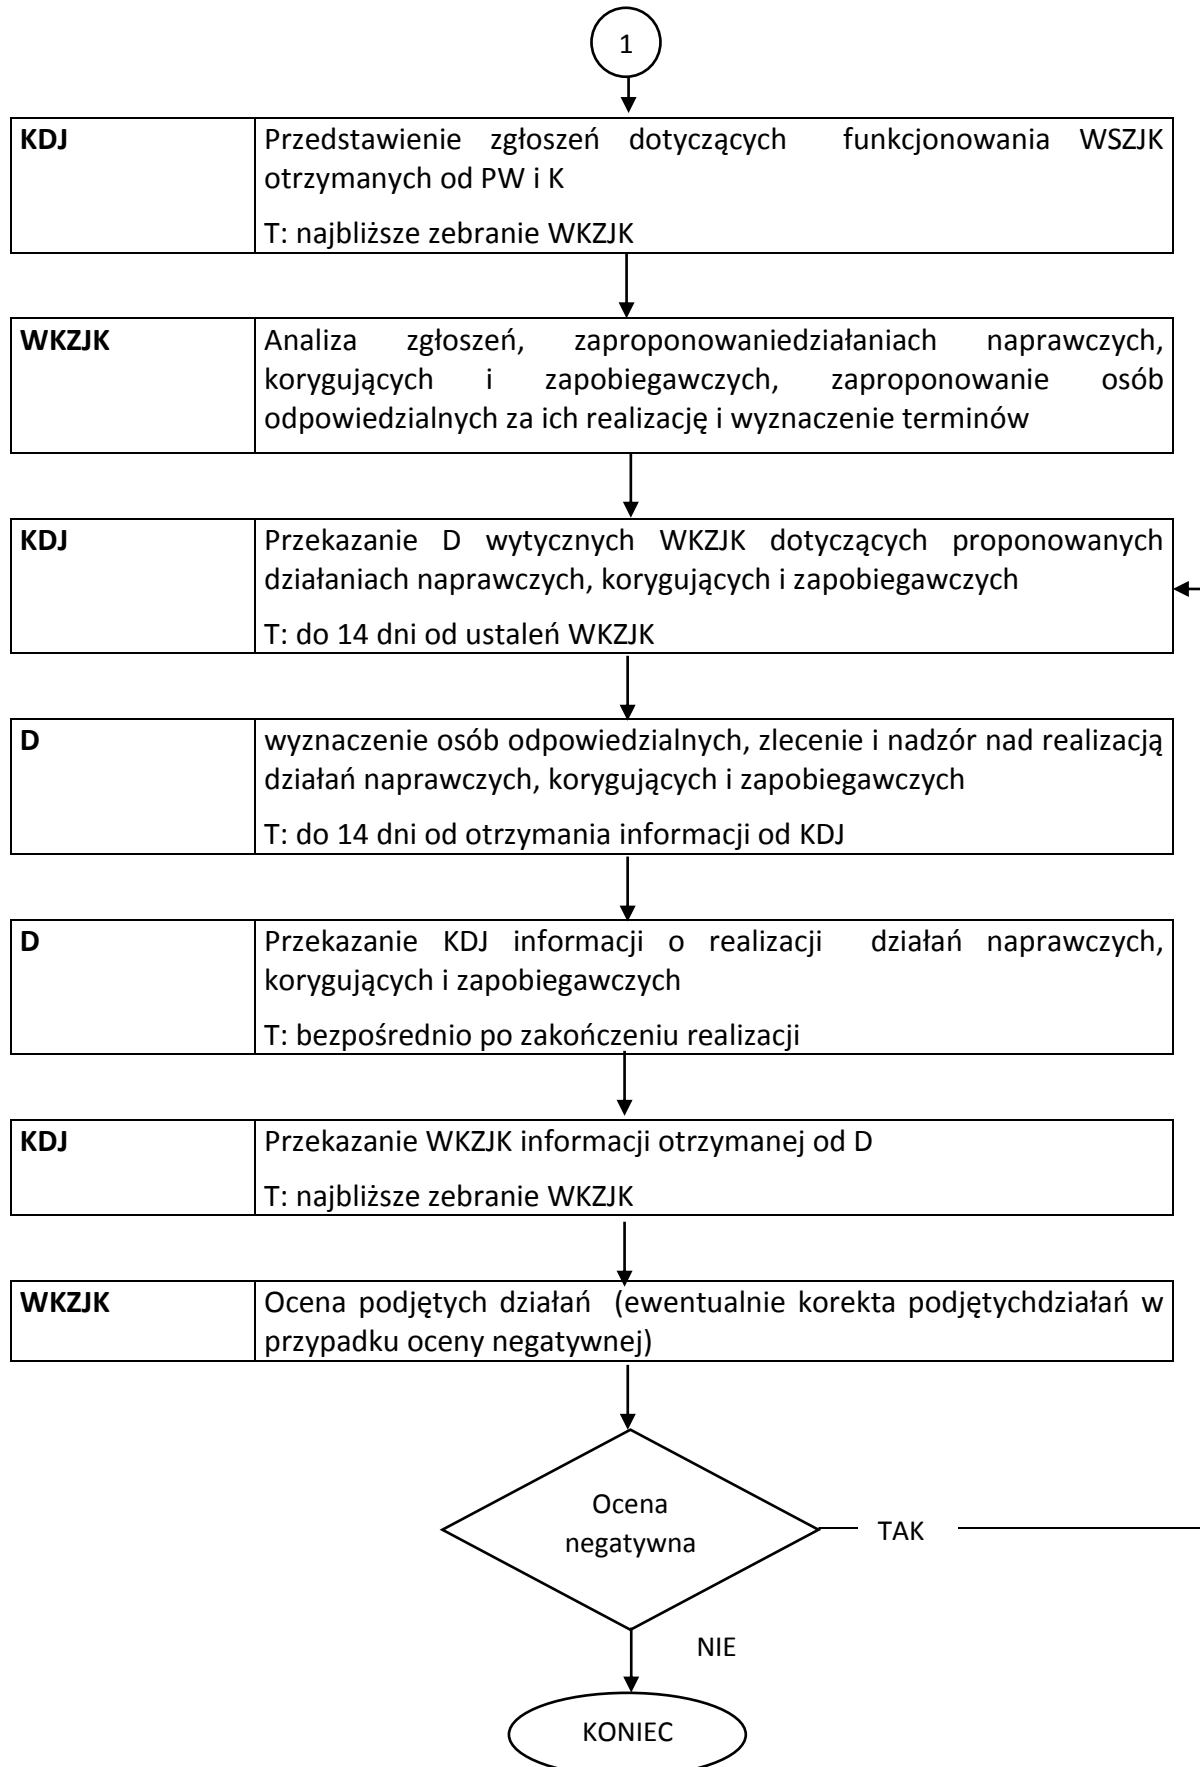 1
KDJ
Przedstawienie zgłoszeń dotyczących funkcjonowania WSZJK
otrzymanych od PW i K
T: najbliższe zebranie WKZJK
WKZJK
Analiza zgłoszeń, zaproponowaniedziałaniach naprawczych,
korygujących i zapobiegawczych, zaproponowanie osób
odpowiedzialnych za ich realizację i wyznaczenie terminów
KDJ
Przekazanie D wytycznych WKZJK dotyczących proponowanych
działaniach naprawczych, korygujących i zapobiegawczych
T: do 14 dni od ustaleń WKZJK
D
wyznaczenie osób odpowiedzialnych, zlecenie i nadzór nad realizacją
działań naprawczych, korygujących i zapobiegawczych
T: do 14 dni od otrzymania informacji od KDJ
D
Przekazanie KDJ informacji o realizacji działań naprawczych,
korygujących i zapobiegawczych
T: bezpośrednio po zakończeniu realizacji
KDJ
Przekazanie WKZJK informacji otrzymanej od D
T: najbliższe zebranie WKZJK
WKZJK
Ocena podjętych działań (ewentualnie korekta podjętychdziałań w
przypadku oceny negatywnej)
Ocena
negatywna
TAK
NIE
KONIEC